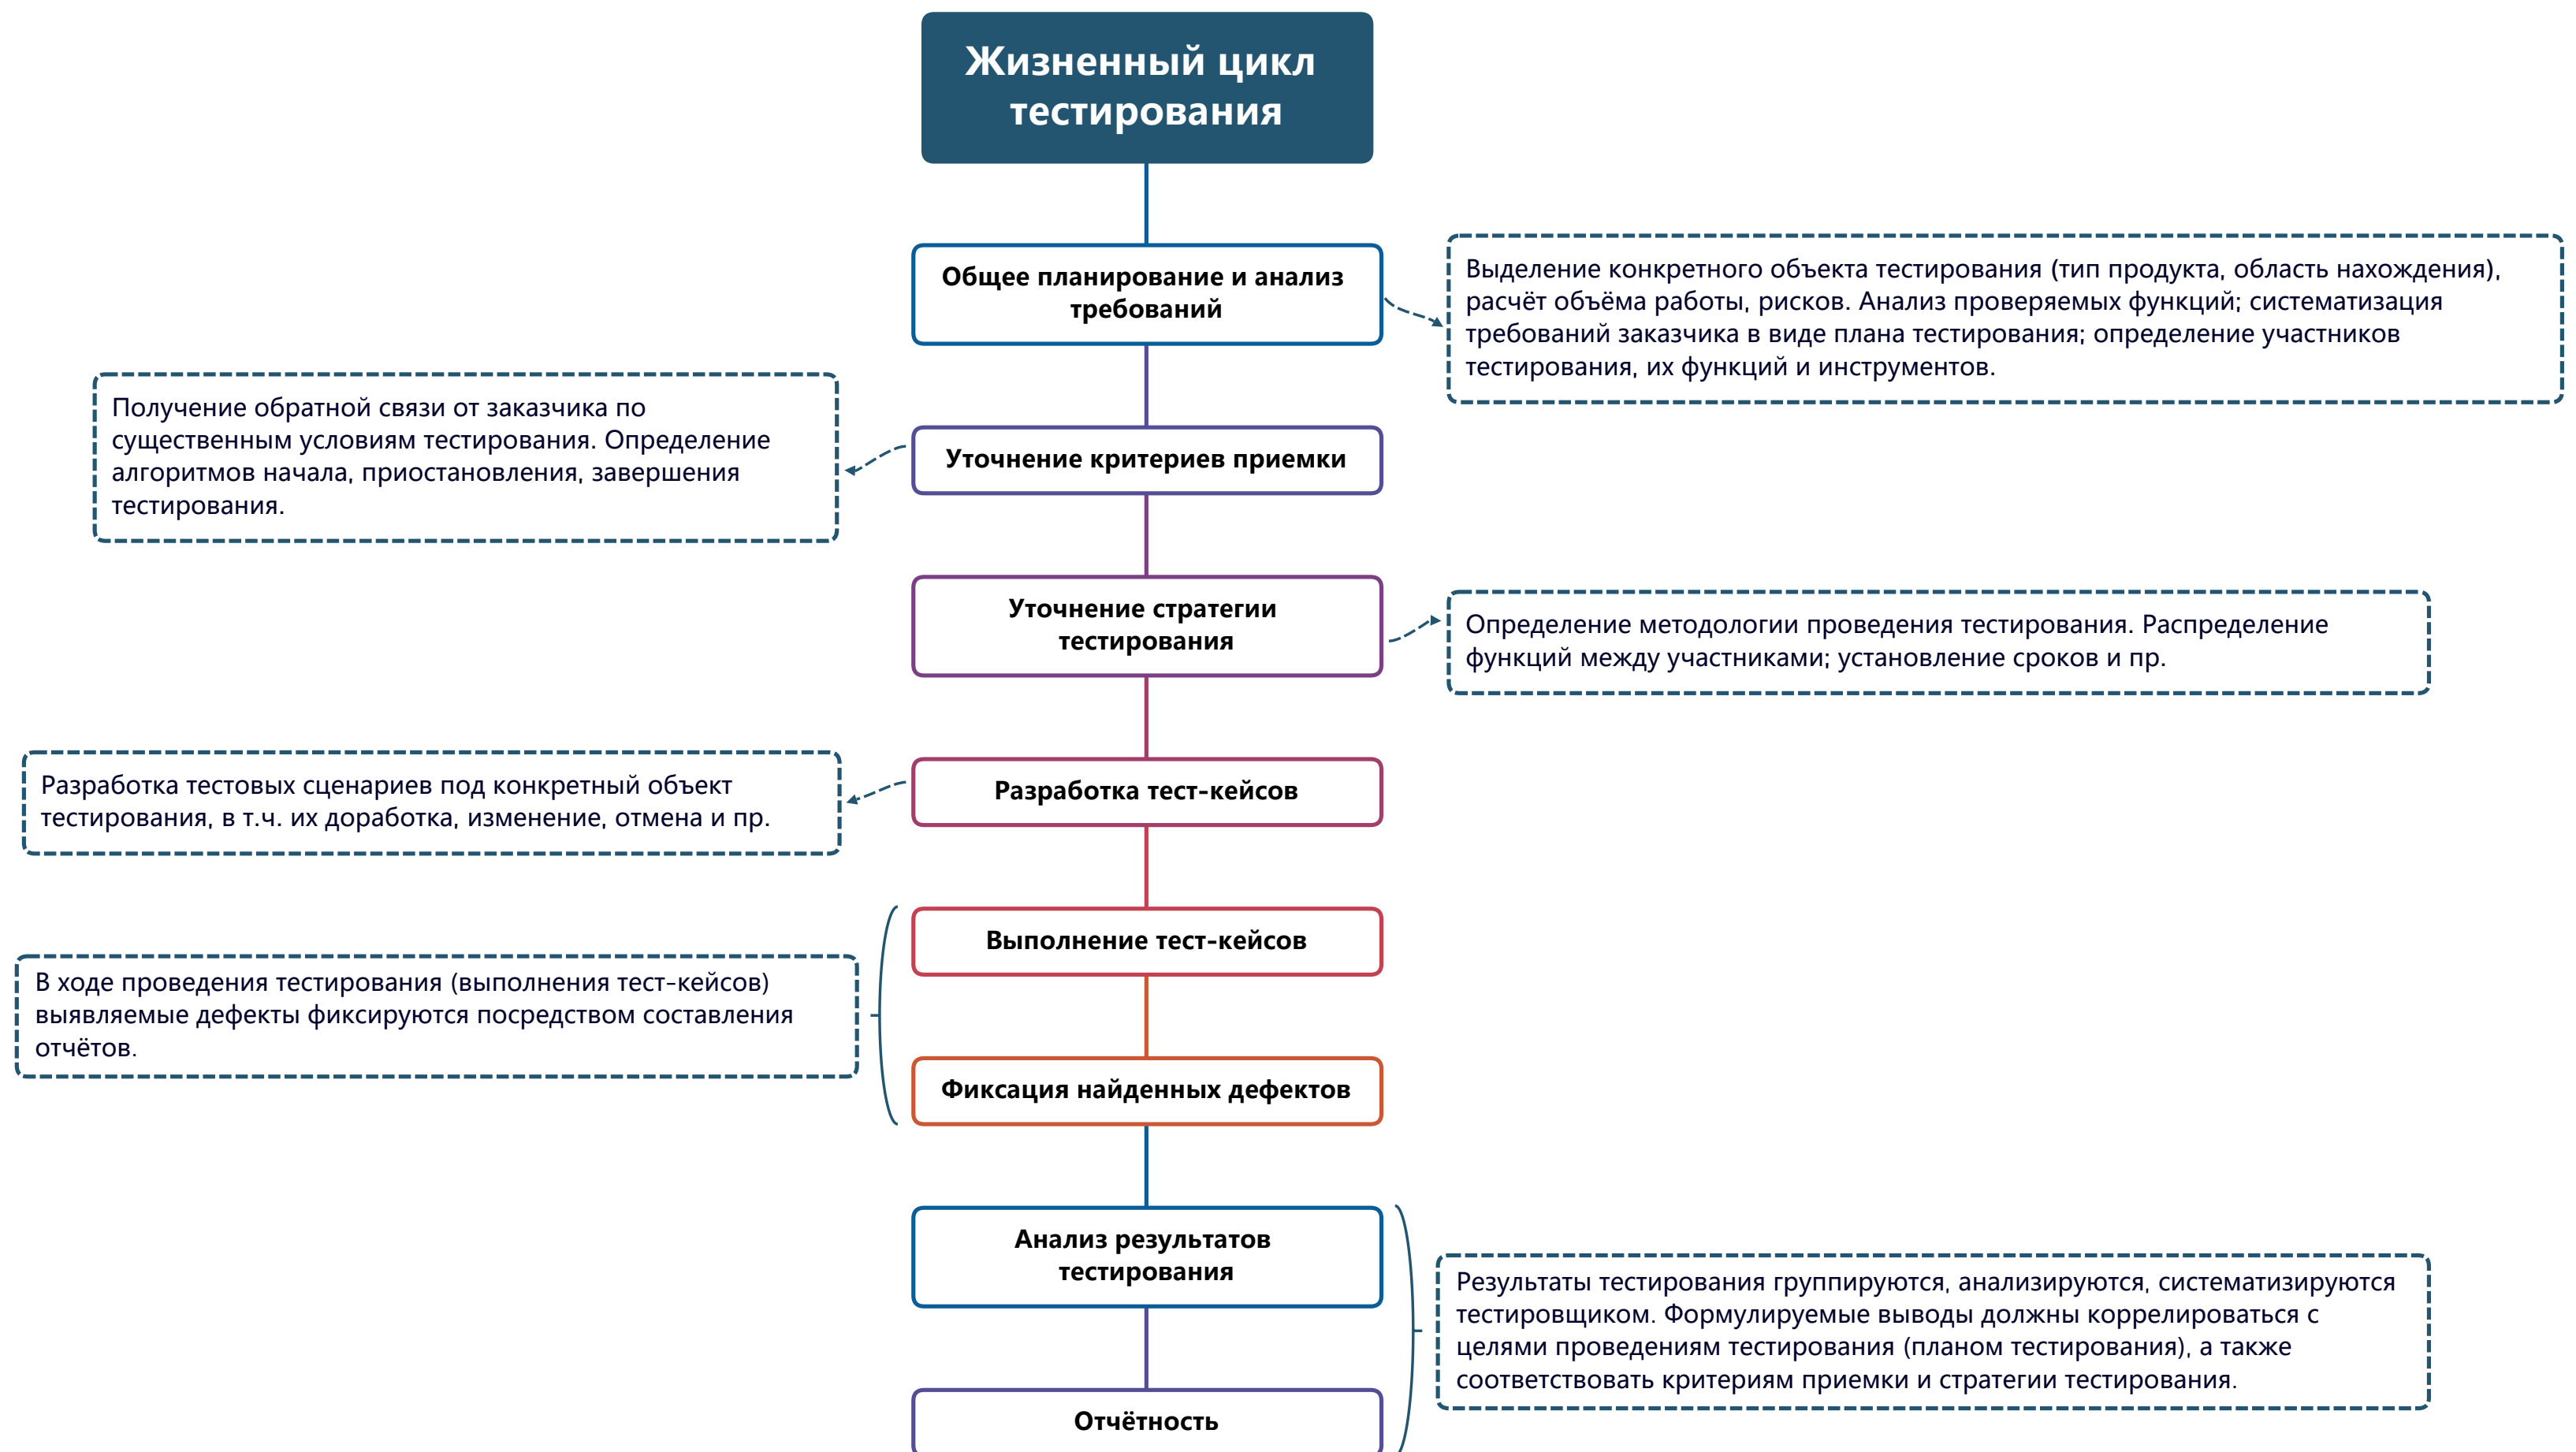 Жизненный цикл
тестирования
Общее планирование и анализ
требований
Выделение конкретного объекта тестирования (тип продукта, область нахождения),
расчёт объёма работы, рисков. Анализ проверяемых функций; систематизация
требований заказчика в виде плана тестирования; определение участников
тестирования, их функций и инструментов.
Получение обратной связи от заказчика по
существенным условиям тестирования. Определение
алгоритмов начала, приостановления, завершения
тестирования.
Уточнение критериев приемки
Уточнение стратегии
тестирования
Определение методологии проведения тестирования. Распределение
функций между участниками; установление сроков и пр.
Разработка тестовых сценариев под конкретный объект
тестирования, в т.ч. их доработка, изменение, отмена и пр.
Разработка тест-кейсов
Выполнение тест-кейсов
В ходе проведения тестирования (выполнения тест-кейсов)
выявляемые дефекты фиксируются посредством составления
отчётов.
Фиксация найденных дефектов
Анализ результатов
тестирования
Результаты тестирования группируются, анализируются, систематизируются
тестировщиком. Формулируемые выводы должны коррелироваться с
целями проведениям тестирования (планом тестирования), а также
соответствовать критериям приемки и стратегии тестирования.
Отчётность